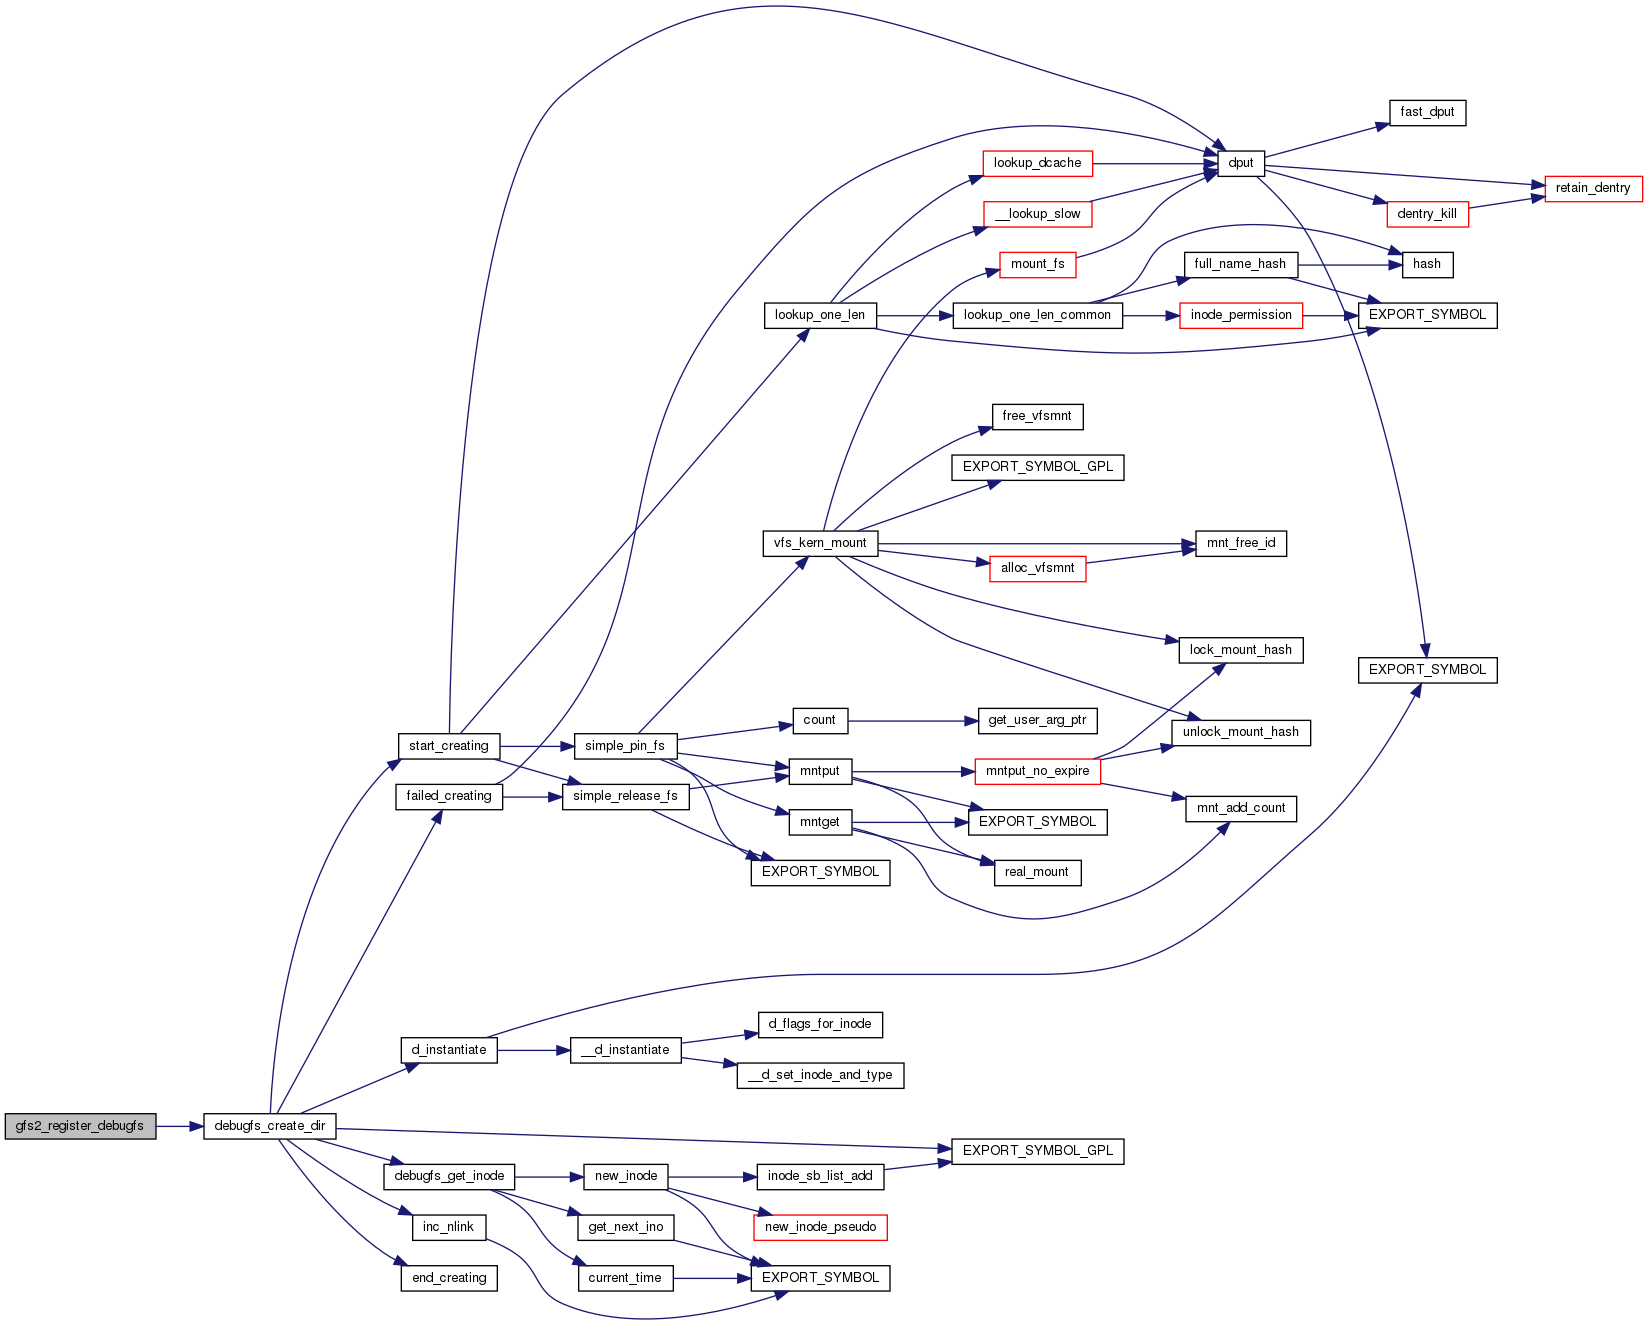 fast_dput
lookup_dcache
dput
retain_dentry
__lookup_slow
dentry_kill
mount_fs
full_name_hash
hash
lookup_one_len
lookup_one_len_common
inode_permission
EXPORT_SYMBOL
free_vfsmnt
EXPORT_SYMBOL_GPL
vfs_kern_mount
mnt_free_id
alloc_vfsmnt
lock_mount_hash
EXPORT_SYMBOL
count
get_user_arg_ptr
unlock_mount_hash
start_creating
simple_pin_fs
mntput
mntput_no_expire
failed_creating
simple_release_fs
mnt_add_count
mntget
EXPORT_SYMBOL
EXPORT_SYMBOL
real_mount
d_flags_for_inode
d_instantiate
__d_instantiate
__d_set_inode_and_type
gfs2_register_debugfs
debugfs_create_dir
EXPORT_SYMBOL_GPL
debugfs_get_inode
new_inode
inode_sb_list_add
inc_nlink
get_next_ino
new_inode_pseudo
end_creating
current_time
EXPORT_SYMBOL